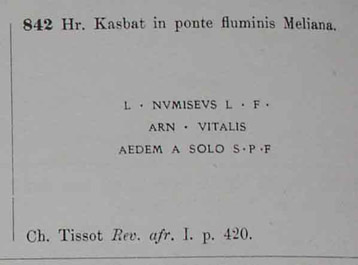 842 Hr. Kasbat in ponte fluminis Meliana.
L · NVMISEVS L · F ·
ARN · VITALIS
AEDEM A SOLO S·P·F
Ch. Tissot Rev. afr. I. p. 420.